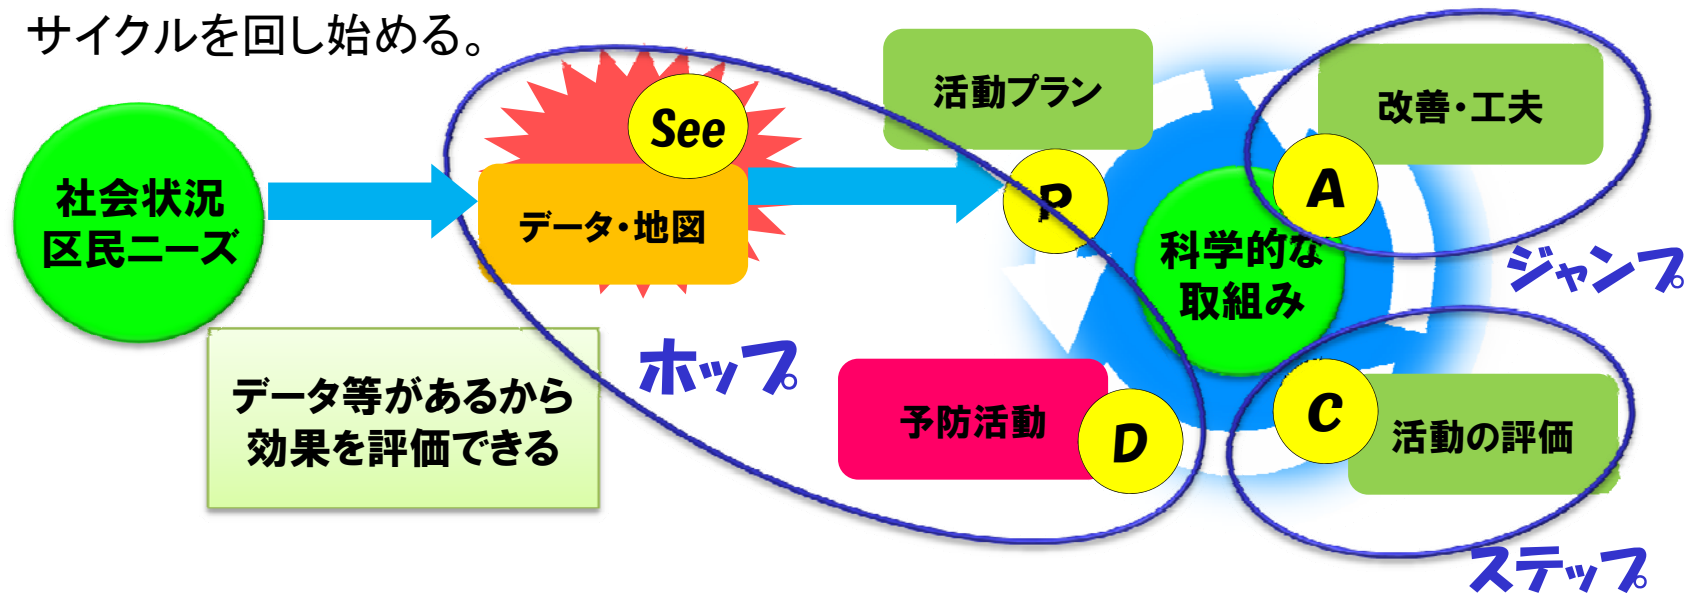 サイクルを回し始める。
社会状況
区民ニーズ
See
データ・地図
データ等があるから
効果を評価できる
ホップ
活動プラン
P
予防活動
D
科学的な
取組み
改善・工夫
A
ジャンプ
C
活動の評価
ステップ